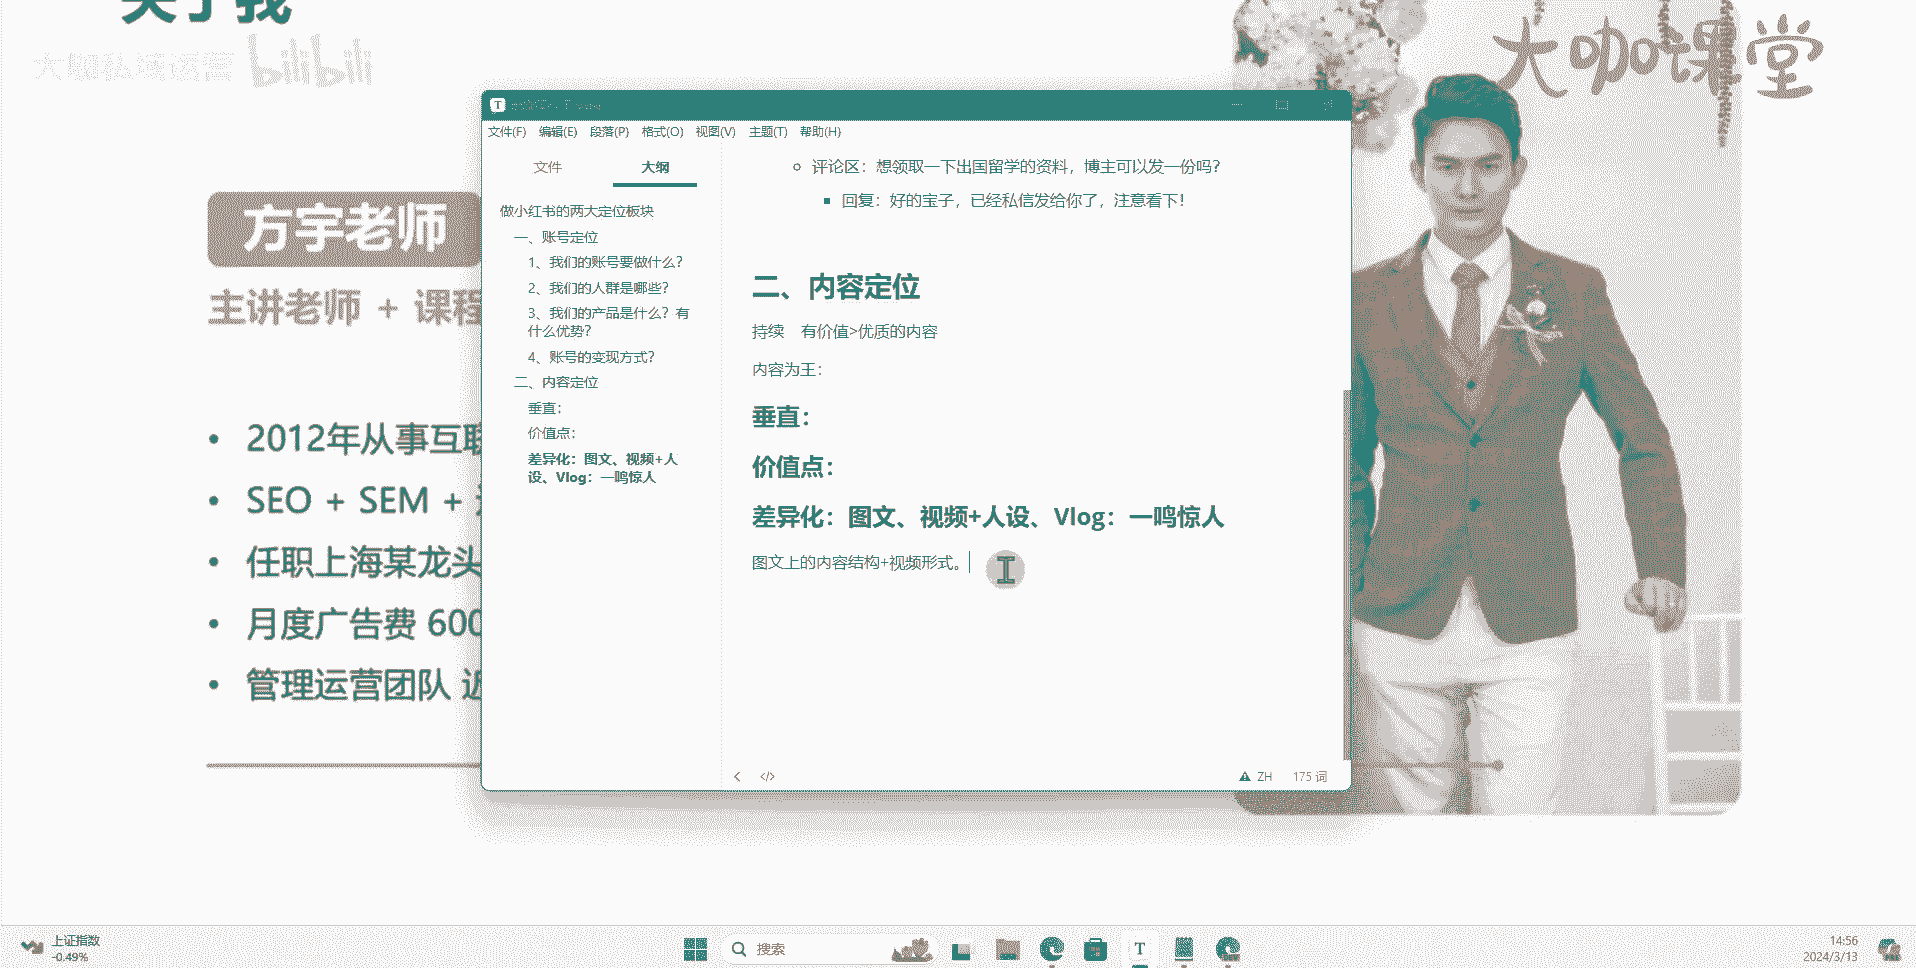 关于我
大咖私域运营 bilibili
大咖课堂
方宇老师
主讲老师 + 课程
2012年从事互联
SEO + SEM +
任职上海某龙头
月度广告费 600
管理运营团队 近
文件(F) 编辑(E) 段落(P) 格式(O) 视图(V) 主题(T) 帮助(H)
文件 大纲
做小红书的两大定位板块
一、账号定位
1、我们的账号要做什么?
2、我们的人群是哪些?
3、我们的产品是什么?有
什么优势?
4、账号的变现方式?
二、内容定位
垂直:
价值点:
差异化:图文、视频+人
设、Vlog:一鸣惊人
评论区:想领取一下出国留学的资料,博主可以发一份吗?
回复:好的宝子,已经私信发给你了,注意看下!
二、内容定位
持续 有价值>优质的内容
内容为王:
垂直:
价值点:
差异化:图文、视频+人设、Vlog:一鸣惊人
图文上的内容结构+视频形式。
ZH 175 词
上证指数
-0.49%
搜索
14:56
2024/3/13